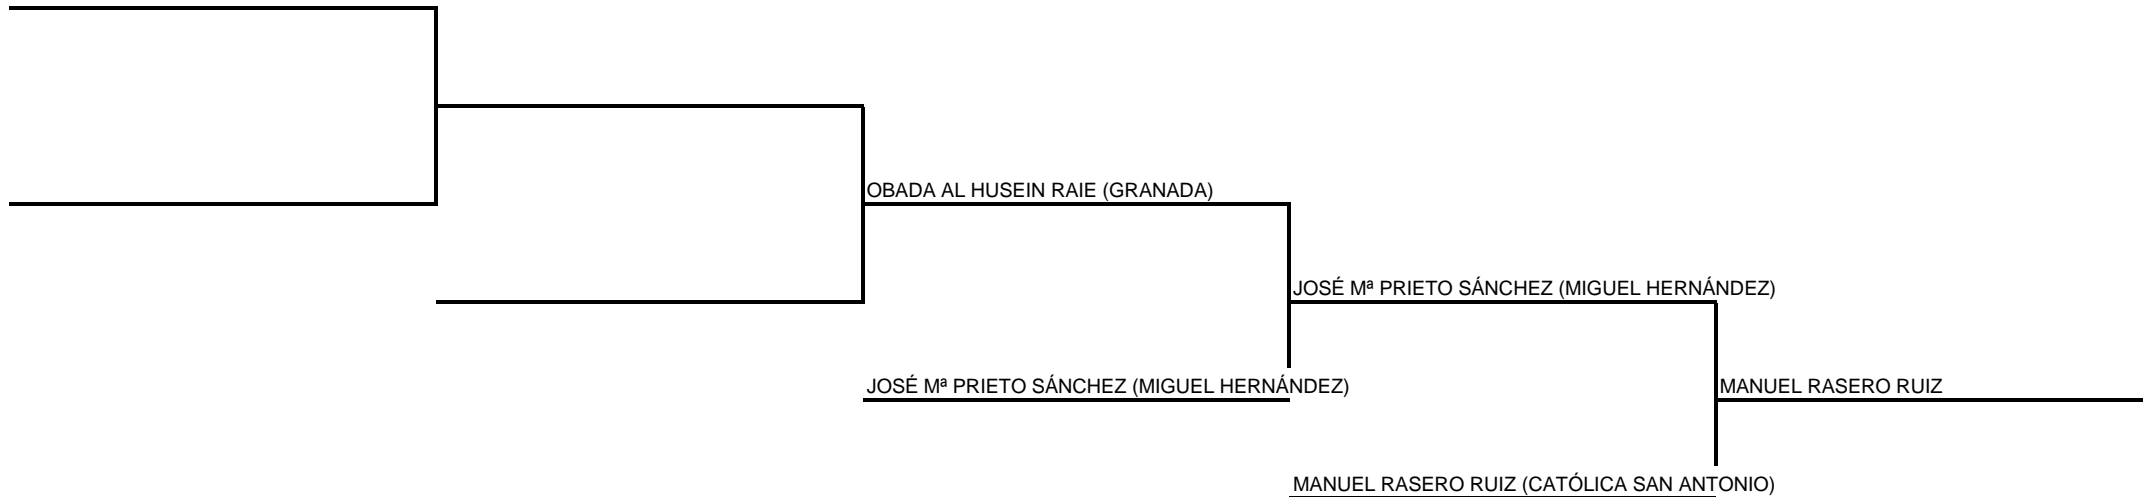 OBADA AL HUSEIN RAIE (GRANADA)
JOSÉ Mª PRIETO SÁNCHEZ (MIGUEL HERNÁNDEZ)
JOSÉ Mª PRIETO SÁNCHEZ (MIGUEL HERNÁNDEZ)
MANUEL RASERO RUIZ
MANUEL RASERO RUIZ (CATÓLICA SAN ANTONIO)